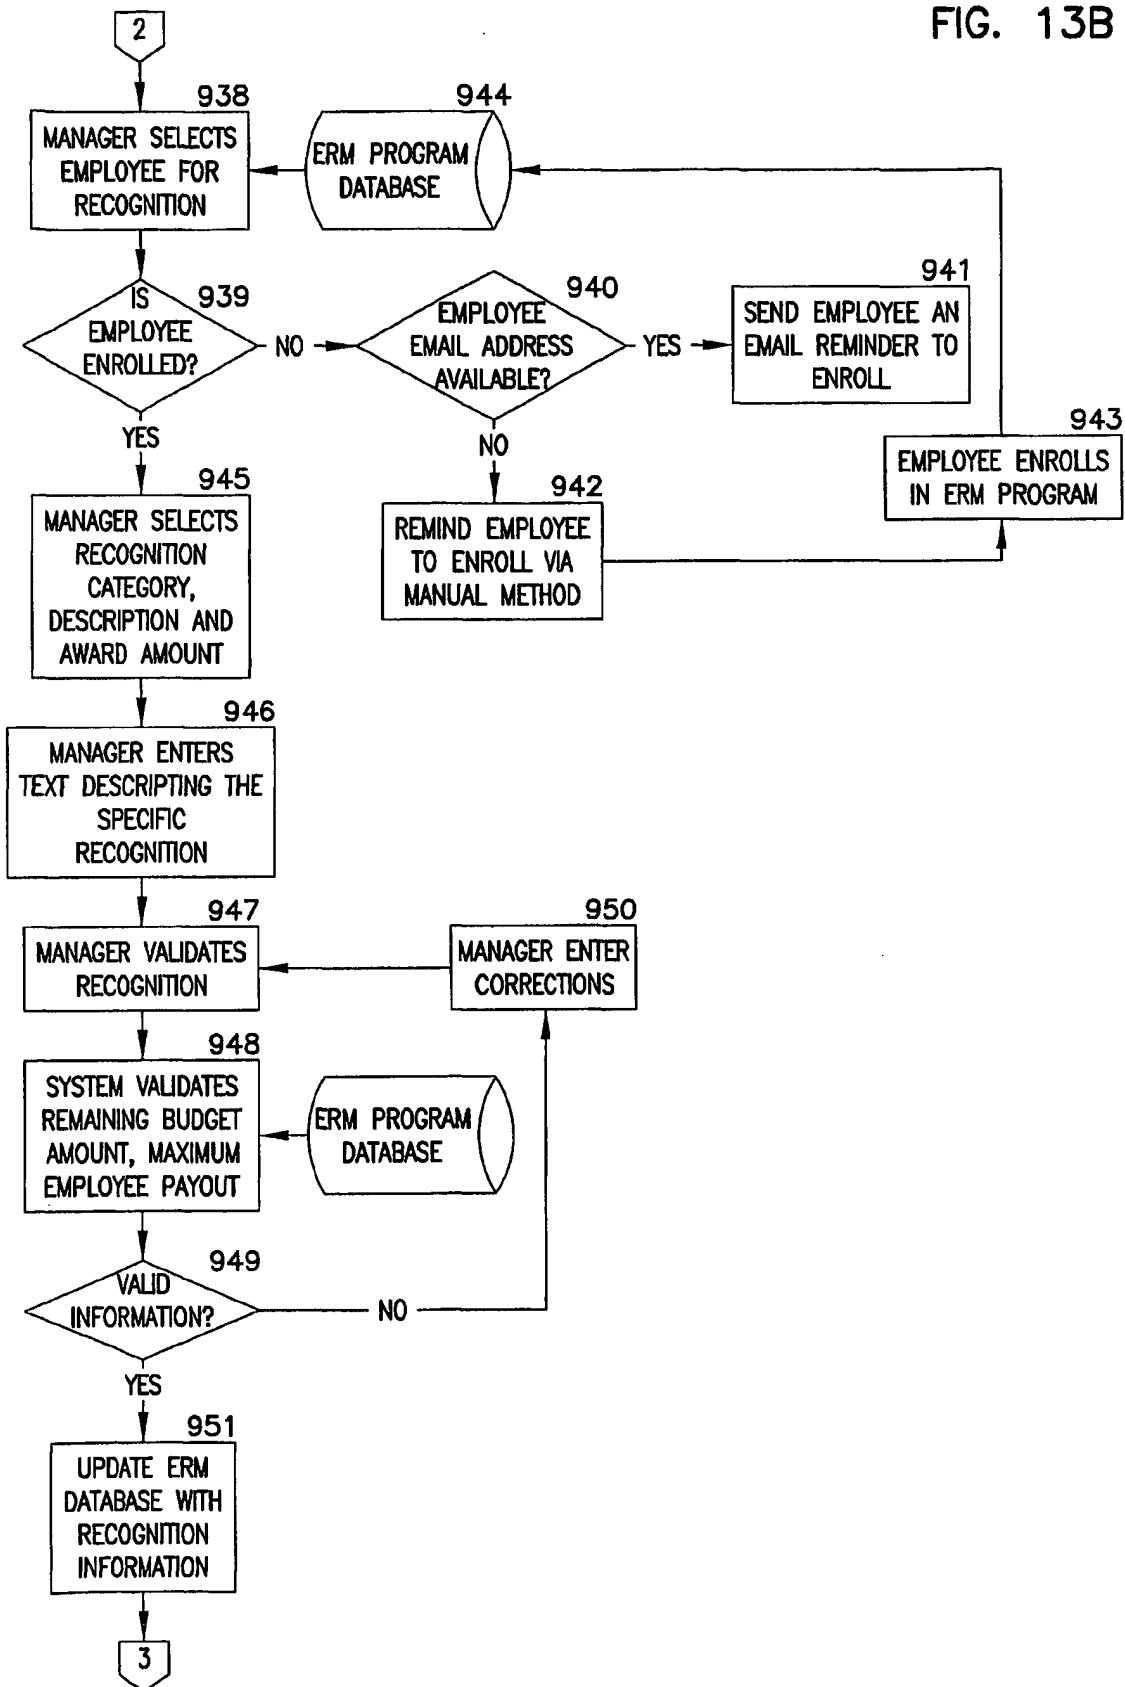 FIG. 13B
2
938
MANAGER SELECTS
EMPLOYEE FOR
RECOGNITION
944
ERM PROGRAM
DATABASE
IS
EMPLOYEE
ENROLLED?
939
NO
EMPLOYEE
EMAIL ADDRESS
AVAILABLE?
940
YES
941
SEND EMPLOYEE AN
EMAIL REMINDER TO
ENROLL
YES
NO
943
EMPLOYEE ENROLLS
IN ERM PROGRAM
945
MANAGER SELECTS
RECOGNITION
CATEGORY,
DESCRIPTION AND
AWARD AMOUNT
942
REMIND EMPLOYEE
TO ENROLL VIA
MANUAL METHOD
946
MANAGER ENTERS
TEXT DESCRIPTING THE
SPECIFIC
RECOGNITION
947
MANAGER VALIDATES
RECOGNITION
950
MANAGER ENTER
CORRECTIONS
948
SYSTEM VALIDATES
REMAINING BUDGET
AMOUNT, MAXIMUM
EMPLOYEE PAYOUT
ERM PROGRAM
DATABASE
949
VALID
INFORMATION?
NO
YES
951
UPDATE ERM
DATABASE WITH
RECOGNITION
INFORMATION
3